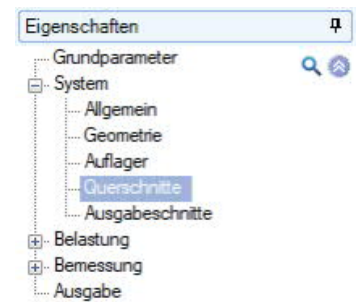 Eigenschaften
Grundparameter
System
Allgemein
Geometrie
Auflager
Querschnitte
Ausgabeschnitte
Belastung
Bemessung
Ausgabe